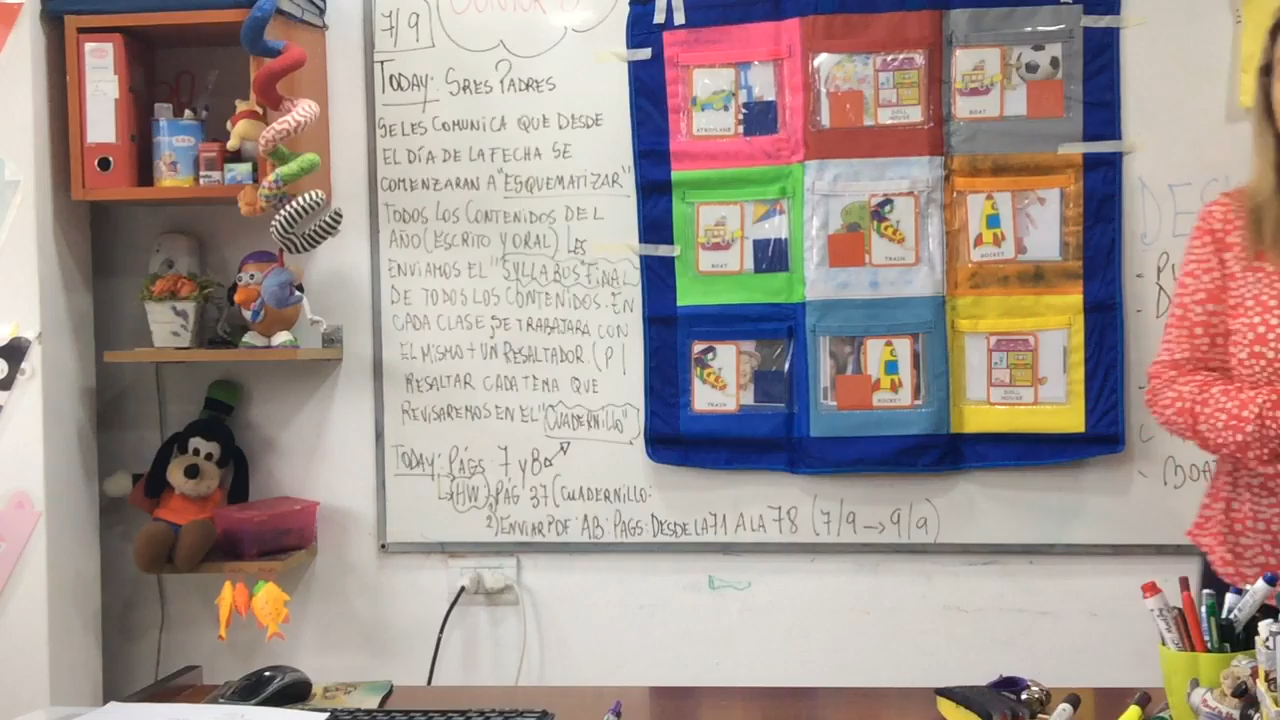 7/9
JUNIOR B
TODAY: SRES PADRES
SE LES COMUNICA QUE DESDE
EL DÍA DE LA FECHA SE
COMENZARAN A "ESQUEMATIZAR"
TODOS LOS CONTENIDOS DEL
AÑO (ESCRITO Y ORAL) LES
ENVIAMOS EL "SYLLABUS FINAL
DE TODOS LOS CONTENIDOS. EN
CADA CLASE, SE TRABAJARÁ CON
EL MISMO + UN RESALTADOR. (P/
RESALTAR CADA TEMA QUE
REVISAREMOS EN EL "CUADERNILLO"
TODAY: PÁGS 7 y 8
HW) PÁG 37 (CUADERNILLO:
2) ENVIAR PDF AB: PAGS: DESDE LA 71 A LA 78 (7/9 → 9/9)
AEROPLANE
DOLL HOUSE
BOAT
BOAT
TRAIN
ROCKET
TRAIN
ROCKET
DOLL HOUSE
DES
- BOAT